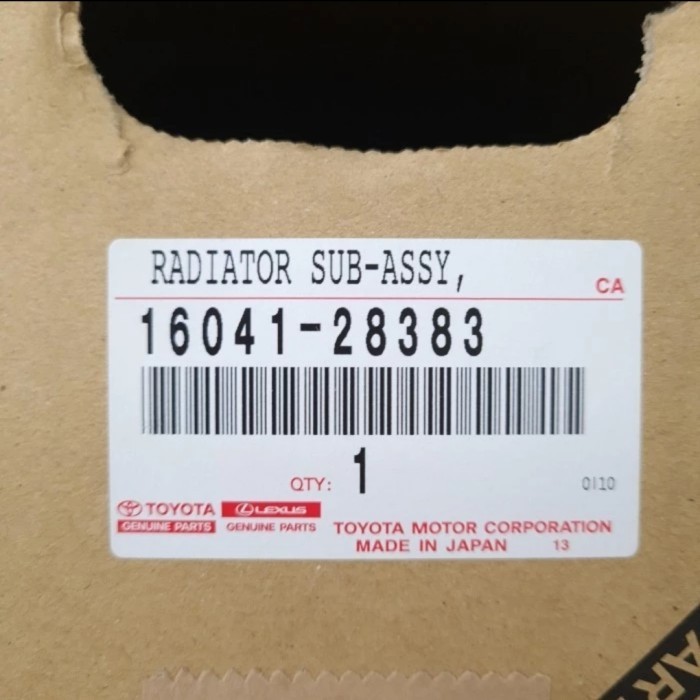 RADIATOR SUB-ASSY,
CA
16041-28383
QTY: 1
0110
TOYOTA LEXUS
GENUINE PARTS GENUINE PARTS
TOYOTA MOTOR CORPORATION
MADE IN JAPAN 13